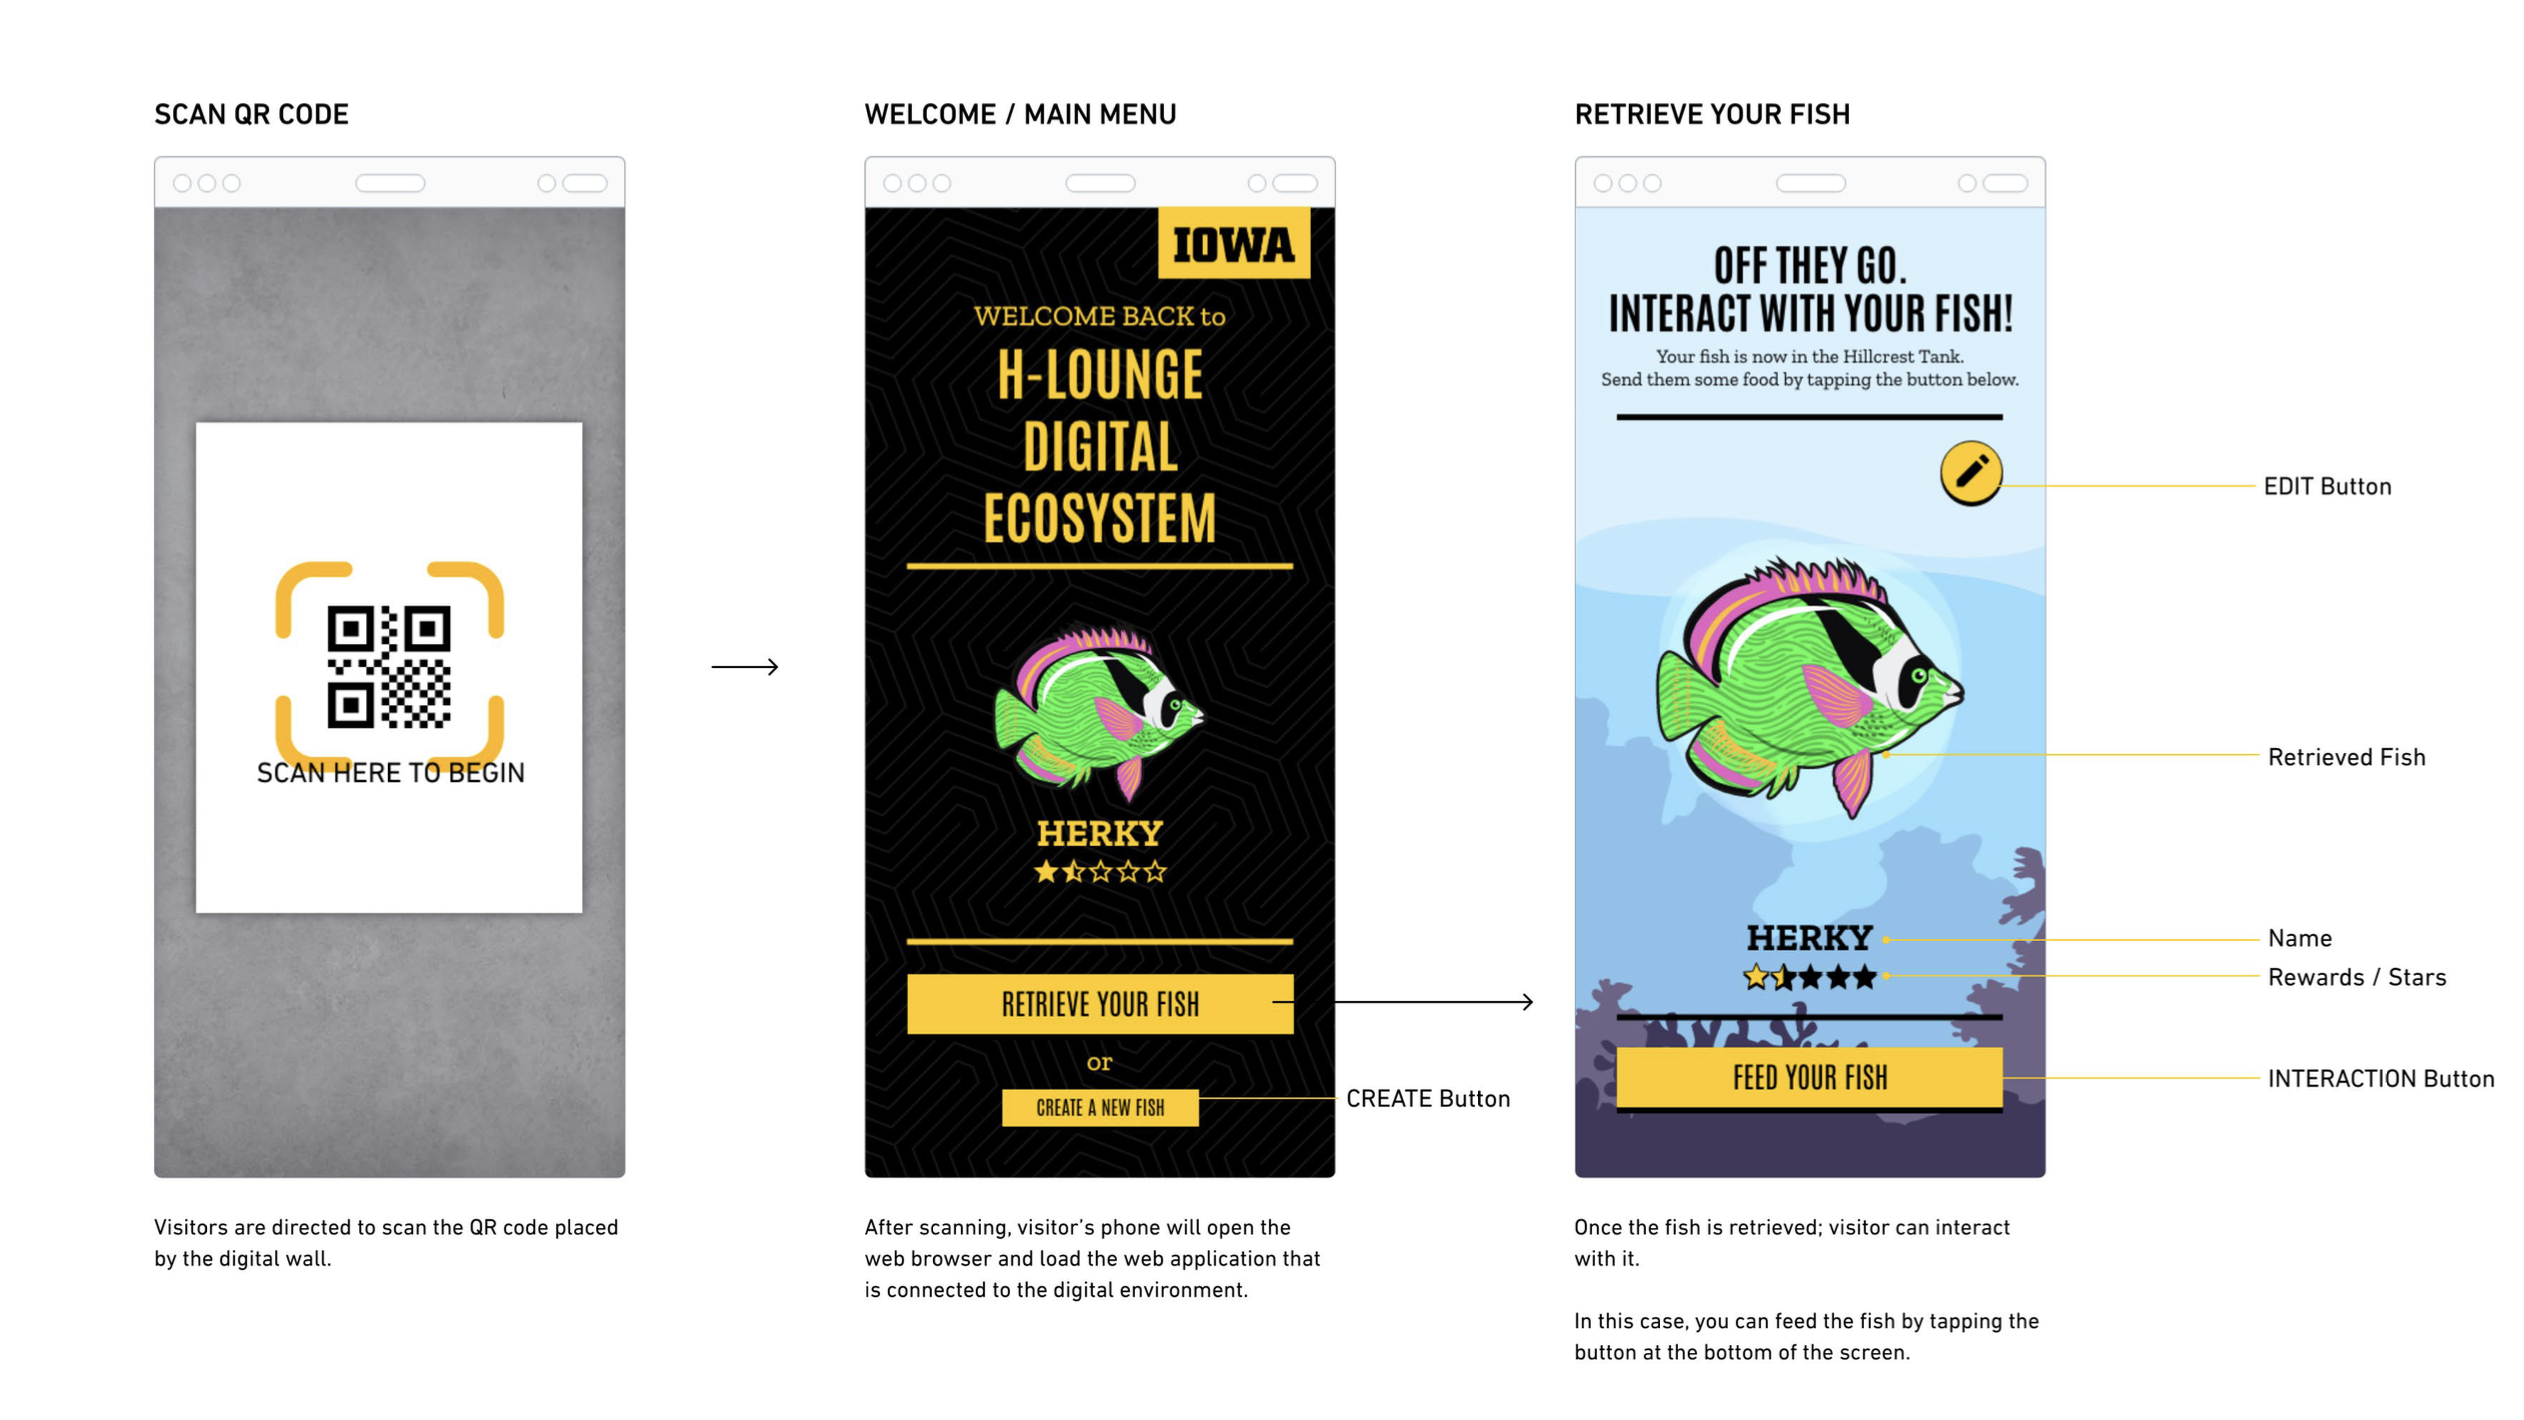 SCAN QR CODE
SCAN HERE TO BEGIN
Visitors are directed to scan the QR code placed
by the digital wall.
WELCOME / MAIN MENU
IOWA
WELCOME BACK to
H-LOUNGE
DIGITAL
ECOSYSTEM
HERKY
RETRIEVE YOUR FISH
or
CREATE A NEW FISH
CREATE Button
After scanning, visitor's phone will open the
web browser and load the web application that
is connected to the digital environment.
RETRIEVE YOUR FISH
OFF THEY GO.
INTERACT WITH YOUR FISH!
Your fish is now in the Hillcrest Tank.
Send them some food by tapping the button below.
EDIT Button
Retrieved Fish
HERKY
Name
Rewards / Stars
FEED YOUR FISH
INTERACTION Button
Once the fish is retrieved; visitor can interact
with it.
In this case, you can feed the fish by tapping the
button at the bottom of the screen.